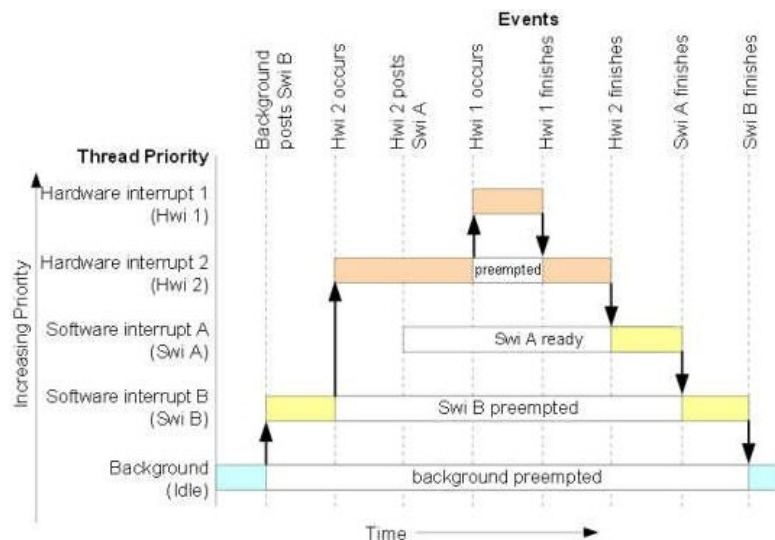 Events
Background
posts Swi B
Hwi 2 occurs
Hwi 2 posts
Swi A
Hwi 1 occurs
Hwi 1 finishes
Hwi 2 finishes
Swi A finishes
Swi B finishes
Thread Priority
Increasing Priority
Hardware interrupt 1
(Hwi 1)
Hardware interrupt 2
(Hwi 2)
preempted
Software interrupt A
(Swi A)
Swi A ready
Software interrupt B
(Swi B)
Swi B preempted
Background
(Idle)
background preempted
Time